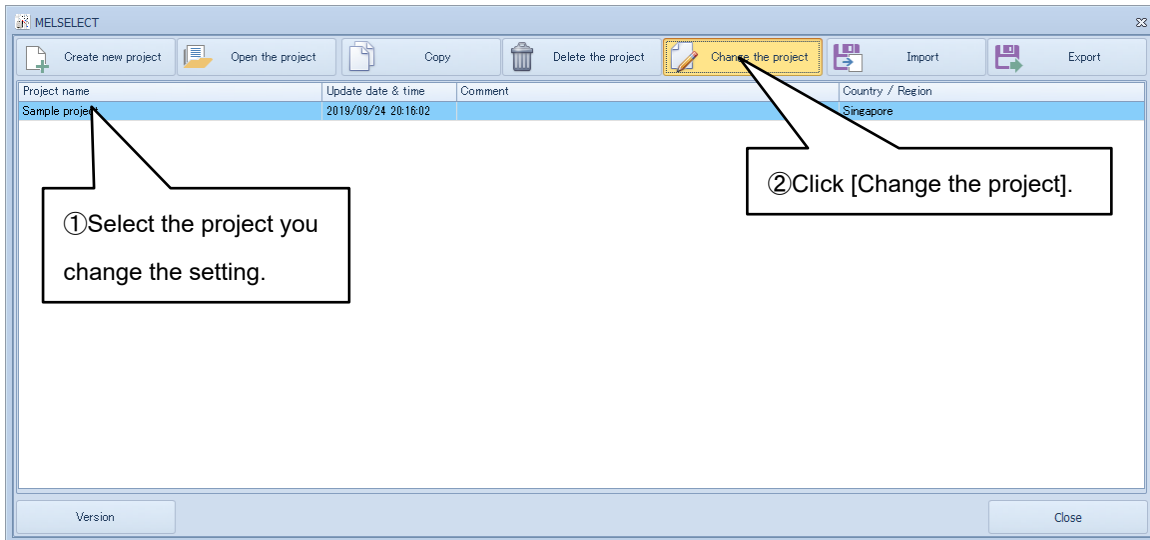 MELSELECT
Create new project Open the project Copy Delete the project Change the project Import Export
Project name Update date & time Comment Country / Region
Sample project 2019/09/24 20:16:02 Singapore
②Click [Change the project].
①Select the project you
change the setting.
Version Close